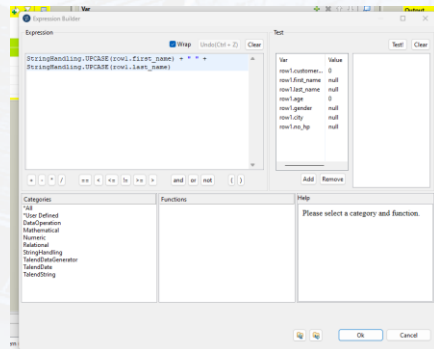 Var
Output
Expression Builder
Expression
Test
Wrap
Undo(Ctrl + Z)
Clear
Test!
Clear
StringHandling.UPCASE(row1.first_name) + " " +
StringHandling.UPCASE(row1.last_name)
Var Value
row1.customer... 0
row1.first_name null
row1.last_name null
row1.age 0
row1.gender null
row1.city null
row1.no_hp null
+ - * / == < <= != >= > and or not ( )
Add Remove
Categories
Functions
Help
*All
*User Defined
DataOperation
Mathematical
Numeric
Relational
StringHandling
TalendDataGenerator
TalendDate
TalendString
Please select a category and function.
Ok
Cancel